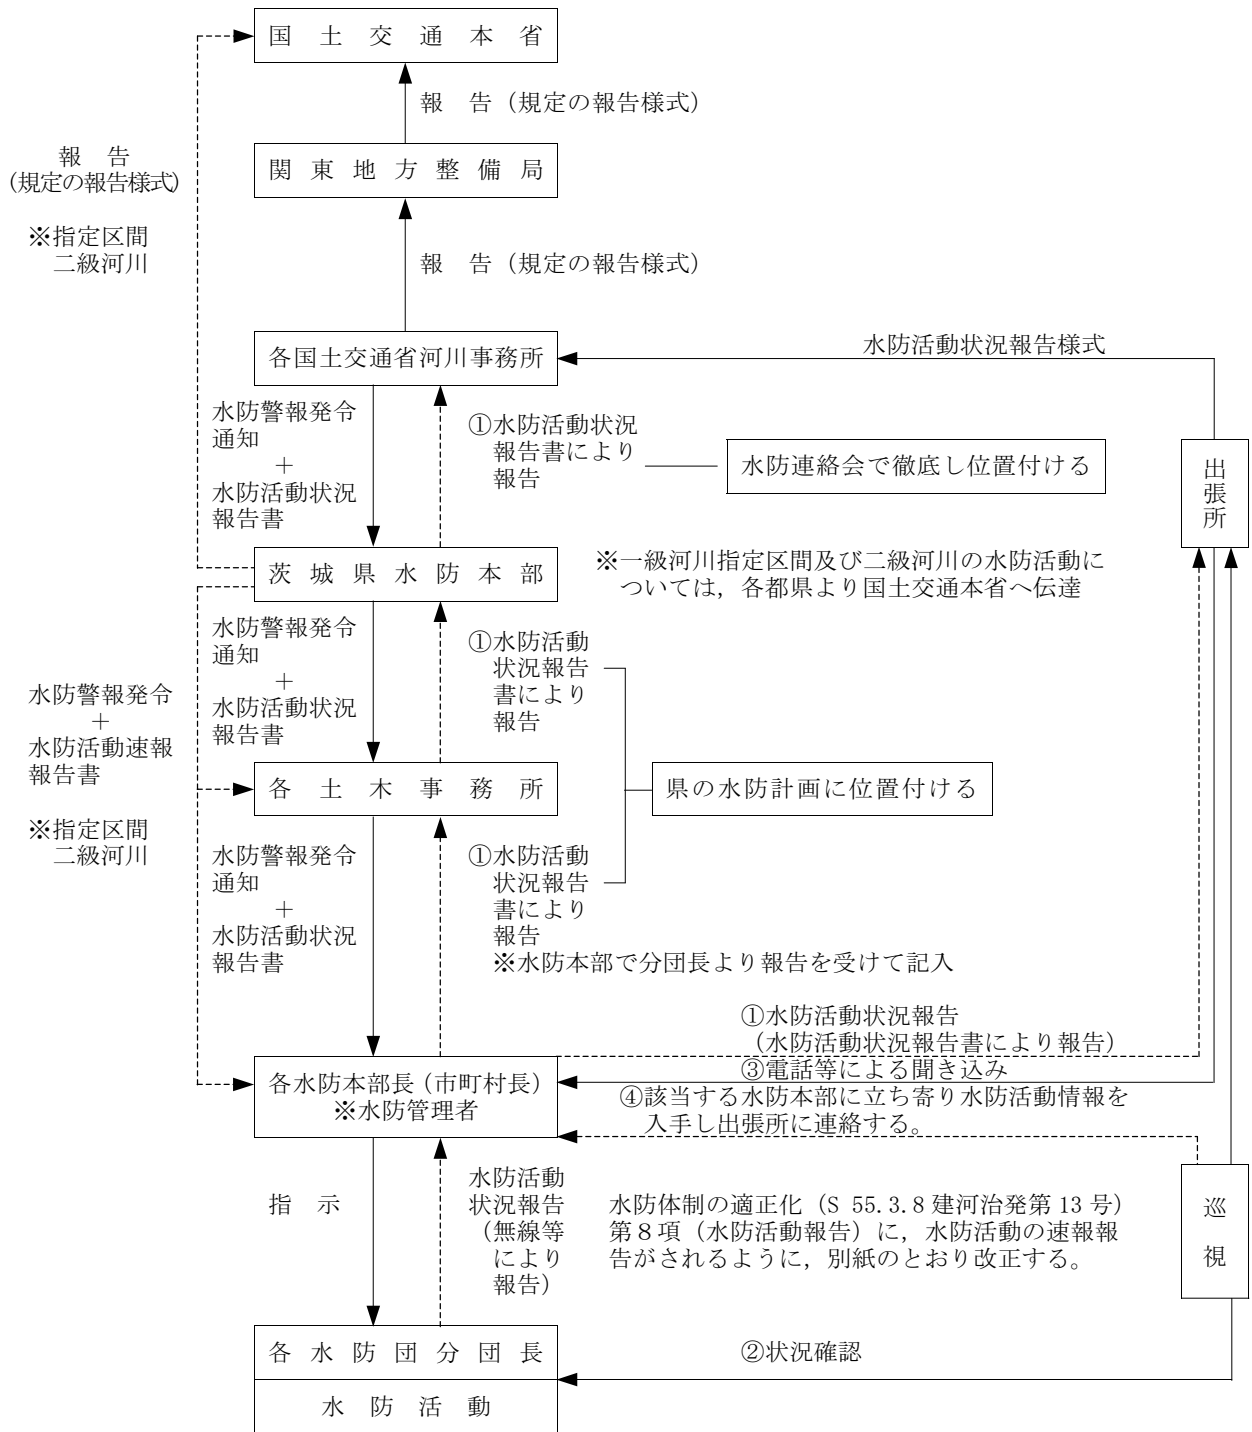 国土交通本省
報　告（規定の報告様式）
報　告
（規定の報告様式）
※指定区間
二級河川
関東地方整備局
報　告（規定の報告様式）
各国土交通省河川事務所
水防活動状況報告様式
水防警報発令
通知
＋
水防活動状況
報告書
①水防活動状況
報告書により
報告
水防連絡会で徹底し位置付ける
出張所
茨城県水防本部
※一級河川指定区間及び二級河川の水防活動に
ついては，各都県より国土交通本省へ伝達
水防警報発令
通知
＋
水防活動状況
報告書
①水防活動
状況報告
書により
報告
水防警報発令
＋
水防活動速報
報告書
※指定区間
二級河川
各土木事務所
県の水防計画に位置付ける
水防警報発令
通知
＋
水防活動状況
報告書
①水防活動
状況報告
書により
報告
※水防本部で分団長より報告を受けて記入
①水防活動状況報告
（水防活動状況報告書により報告）
③電話等による聞き込み
④該当する水防本部に立ち寄り水防活動情報を
入手し出張所に連絡する。
各水防本部長（市町村長）
※水防管理者
指　示
水防活動
状況報告
（無線等
により
報告）
水防体制の適正化（S 55.3.8 建河治発第 13 号）
第８項（水防活動報告）に，水防活動の速報報
告がされるように，別紙のとおり改正する。
巡視
各水防団分団長
②状況確認
水防活動